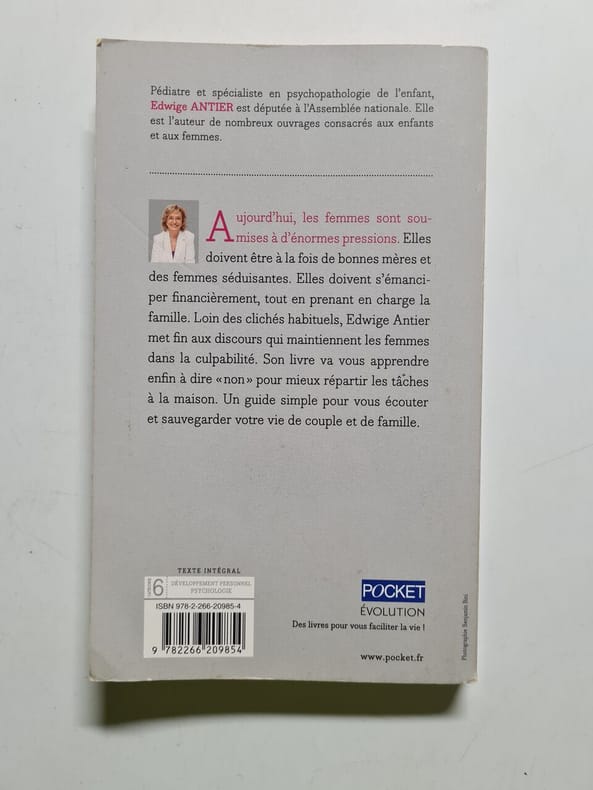 Pédiatre et spécialiste en psychopathologie de l'enfant,
Edwige ANTIER est députée à l'Assemblée nationale. Elle
est l'auteur de nombreux ouvrages consacrés aux enfants
et aux femmes.
Aujourd'hui, les femmes sont sou-
mises à d'énormes pressions. Elles
doivent être à la fois de bonnes mères et
des femmes séduisantes. Elles doivent s'émanci-
per financièrement, tout en prenant en charge la
famille. Loin des clichés habituels, Edwige Antier
met fin aux discours qui maintiennent les femmes
dans la culpabilité. Son livre va vous apprendre
enfin à dire «non» pour mieux répartir les tâches
à la maison. Un guide simple pour vous écouter
et sauvegarder votre vie de couple et de famille.
TEXTE INTÉGRAL
6
DÉVELOPPEMENT PERSONNEL
PSYCHOLOGIE
ISBN 978-2-266-20985-4
9 782266 209854
POCKET
ÉVOLUTION
Des livres pour vous faciliter la vie !
www.pocket.fr